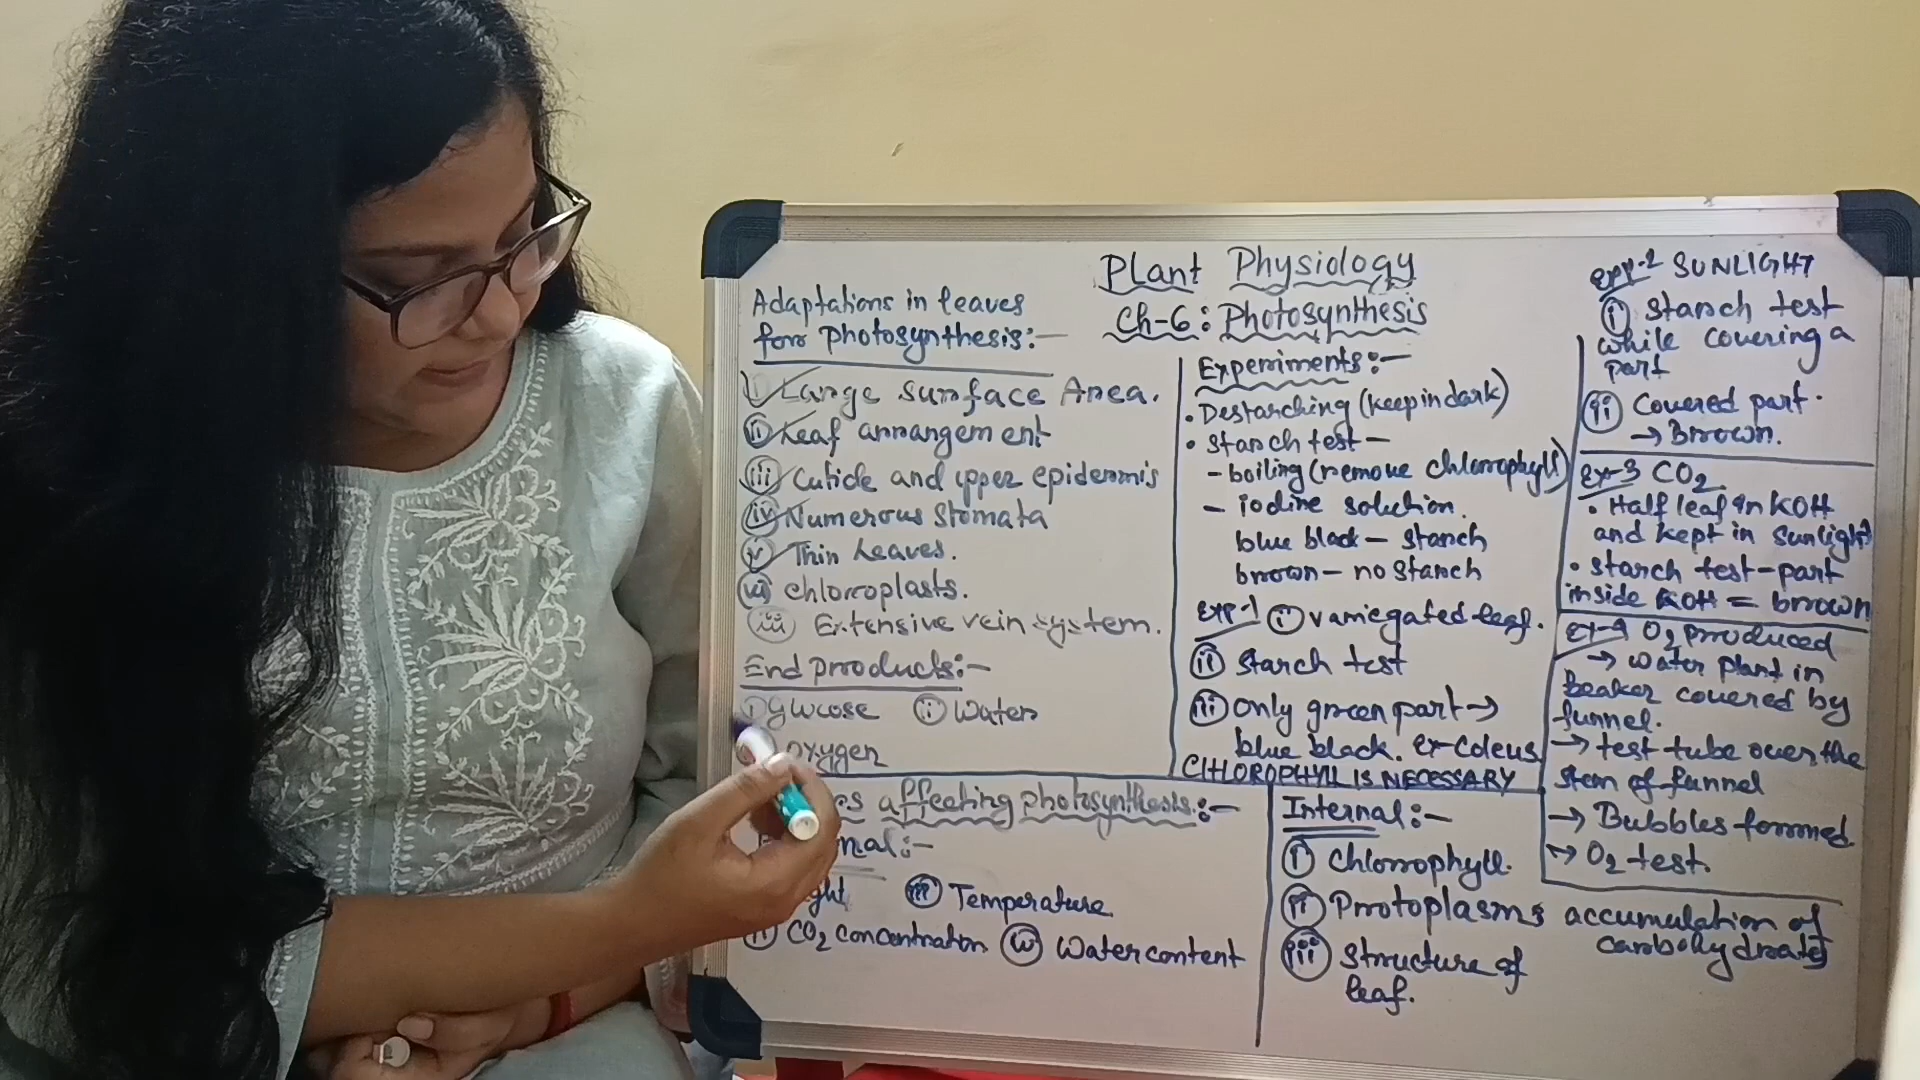 Plant Physiology
Ch-6: Photosynthesis
Adaptations in leaves
for photosynthesis:-
i Large Surface Area.
ii Leaf arrangement
iii Cuticle and upper epidermis
iv Numerous Stomata
v Thin Leaves.
vi chloroplasts.
Extensive vein system.
End products:-
i glucose ii Water
oxygen
affecting photosynthesis:-
iii Temperature
ii CO2 concentration iv Water content
Experiments:-
• Destarching (keep in dark)
• Starch test-
- boiling (remove chlorophyll)
- iodine solution.
blue black - starch
brown - no starch
Exp-1 i variegated leaf.
ii Starch test
iii only green part →
blue black. ex-Coleus
CHLOROPHYLL IS NECESSARY
Internal:-
i Chlorophyll.
ii Protoplasm & accumulation of
carbohydrates
iii Structure of
leaf.
exp-2 SUNLIGHT
i Starch test
while covering a
part
ii Covered part.
→ Brown.
ex-3 CO2
• Half leaf in KOH
and kept in sunlight
• Starch test-part
inside KOH = brown
ex-4 O2 produced
→ water plant in
beaker covered by
funnel.
→ test tube over the
stem of funnel
→ Bubbles formed
→ O2 test.